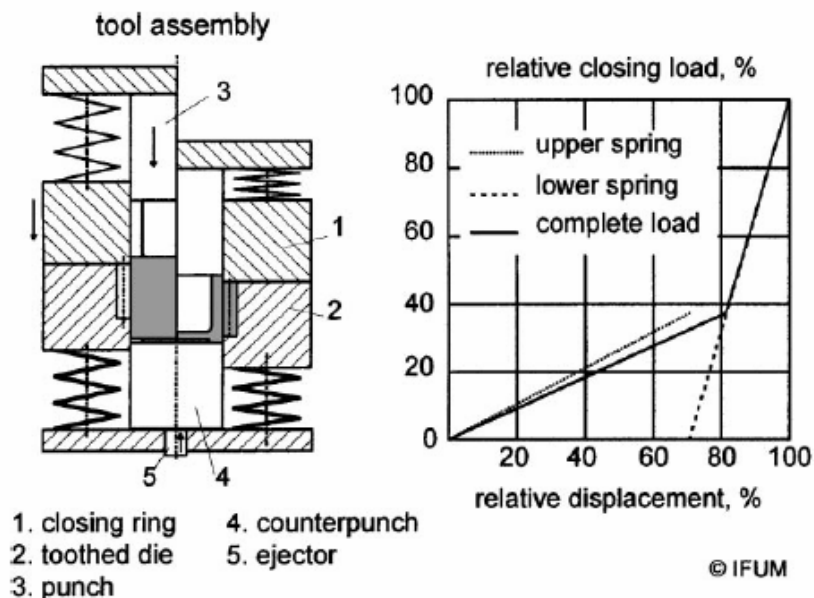 tool assembly
3
1
2
5
4
1. closing ring
2. toothed die
3. punch
4. counterpunch
5. ejector
relative closing load, %
100
80
60
40
20
0
upper spring
lower spring
complete load
20 40 60 80 100
relative displacement, %
© IFUM